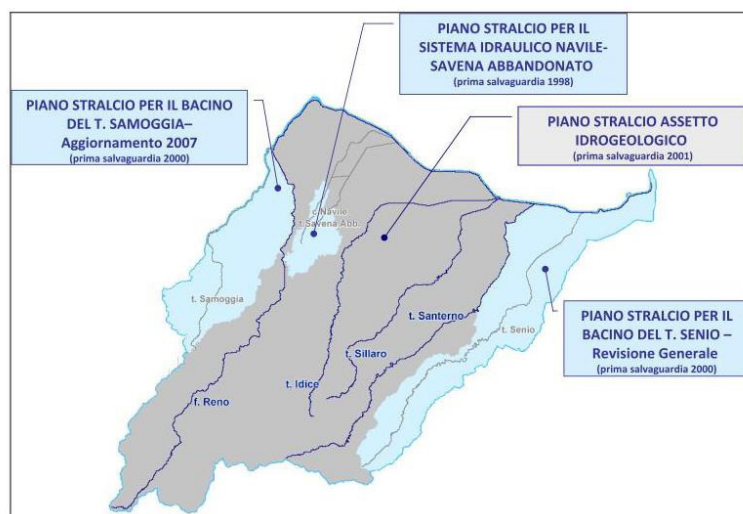 PIANO STRALCIO PER IL
SISTEMA IDRAULICO NAVILE-
SAVENA ABBANDONATO
(prima salvaguardia 1998)
PIANO STRALCIO PER IL BACINO
DEL T. SAMOGGIA–
Aggiornamento 2007
(prima salvaguardia 2000)
PIANO STRALCIO ASSETTO
IDROGEOLOGICO
(prima salvaguardia 2001)
c Navile
t Savena Abb.
t. Samoggia
t. Santerno
t. Senio
t. Sillaro
t. Idice
f. Reno
PIANO STRALCIO PER IL
BACINO DEL T. SENIO –
Revisione Generale
(prima salvaguardia 2000)